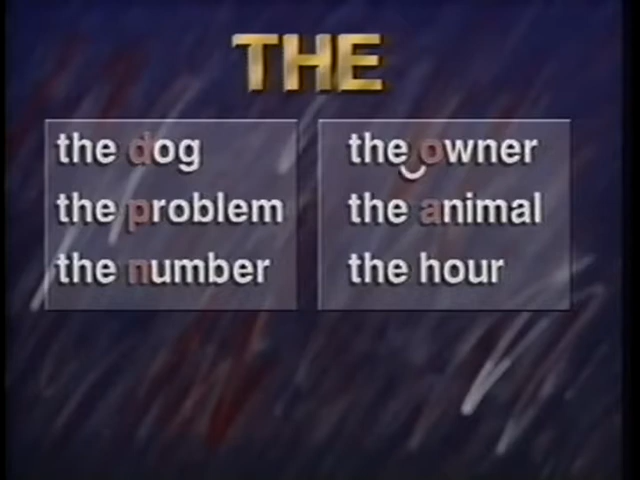 THE
the dog
the problem
the number
the owner
the animal
the hour